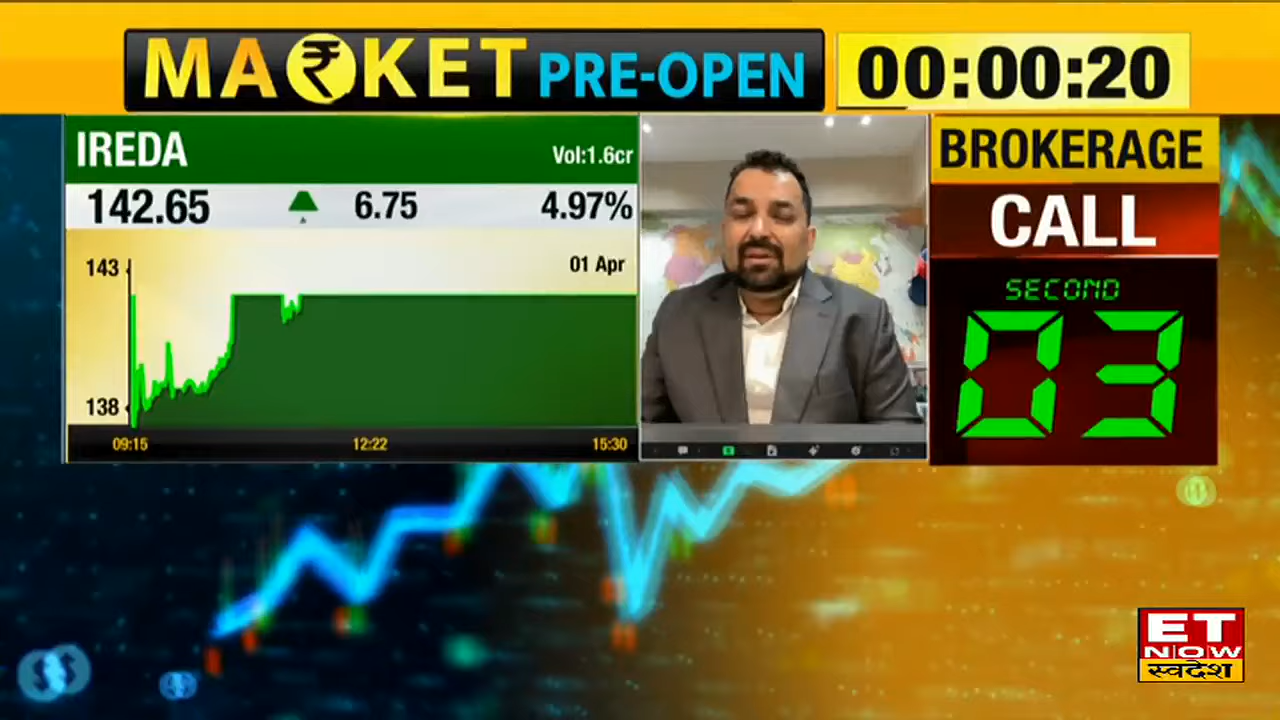 MA₹KET PRE-OPEN
00:00:20
IREDA
Vol:1.6cr
142.65 ▲ 6.75 4.97%
143
01 Apr
138
09:15 12:22 15:30
BROKERAGE
CALL
SECOND
03
ET
NOW
स्वदेश